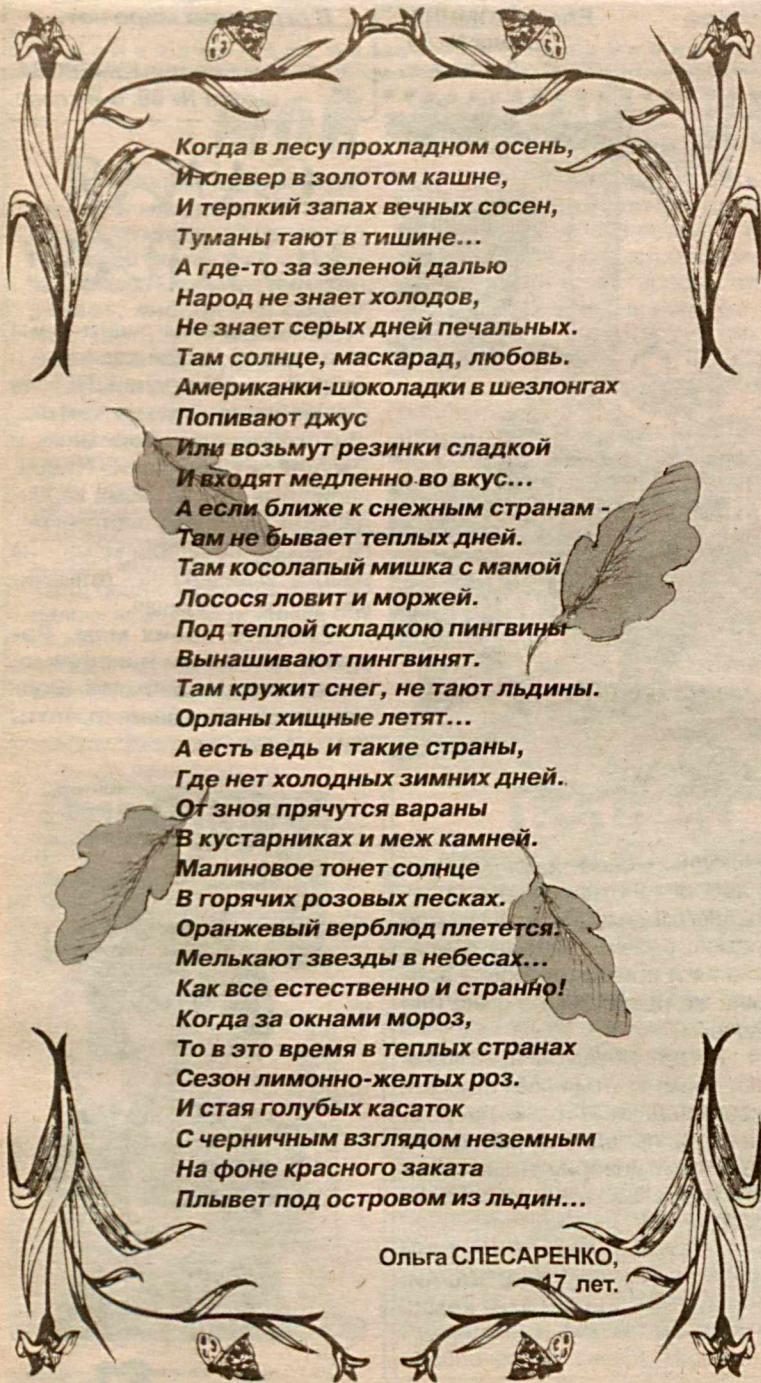 Когда в лесу прохладном осень,
И клевер в золотом кашне,
И терпкий запах вечных сосен,
Туманы тают в тишине...
А где-то за зеленой далью
Народ не знает холодов,
Не знает серых дней печальных.
Там солнце, маскарад, любовь.
Американки-шоколадки в шезлонгах
Попивают джус
Или возьмут резинки сладкой
И входят медленно во вкус...
А если ближе к снежным странам -
Там не бывает теплых дней.
Там косолапый мишка с мамой
Лосося ловит и моржей.
Под теплой складкою пингвины
Вынашивают пингвинят.
Там кружит снег, не тают льдины.
Орланы хищные летят...
А есть ведь и такие страны,
Где нет холодных зимних дней.
От зноя прячутся вараны
В кустарниках и меж камней.
Малиновое тонет солнце
В горячих розовых песках.
Оранжевый верблюд плетется.
Мелькают звезды в небесах...
Как все естественно и странно!
Когда за окнами мороз,
То в это время в теплых странах
Сезон лимонно-желтых роз.
И стая голубых касаток
С черничным взглядом неземным
На фоне красного заката
Плывет под островом из льдин...
Ольга СЛЕСАРЕНКО,
17 лет.